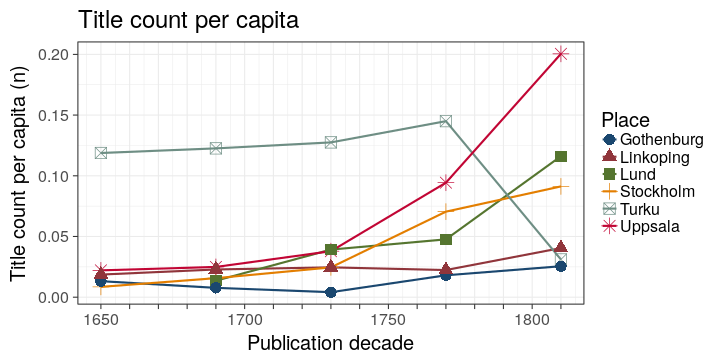 Title count per capita
Title count per capita (n)
0.20
0.15
0.10
0.05
0.00
1650
1700
1750
1800
Publication decade
Place
Gothenburg
Linkoping
Lund
Stockholm
Turku
Uppsala